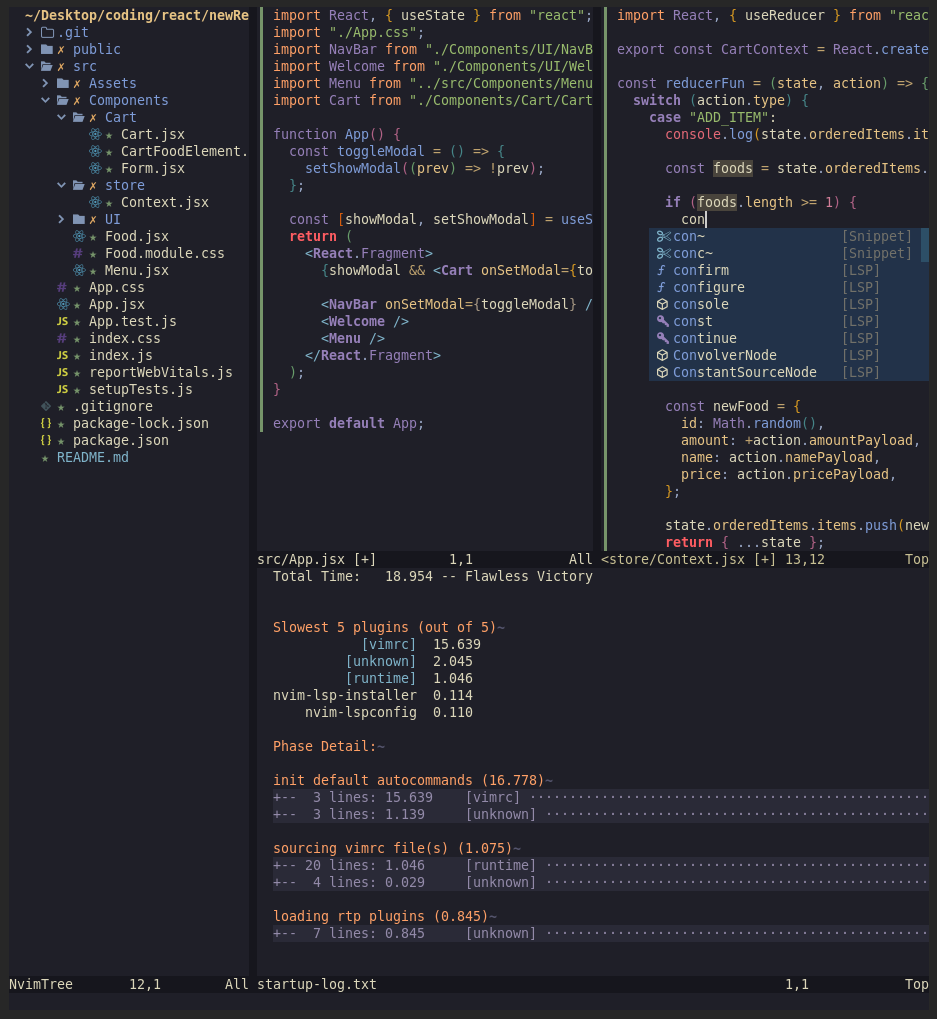 ~/Desktop/coding/react/newRe
.git
✗ public
✗ src
✗ Assets
✗ Components
✗ Cart
★ Cart.jsx
★ CartFoodElement.
★ Form.jsx
✗ store
★ Context.jsx
✗ UI
★ Food.jsx
# ★ Food.module.css
★ Menu.jsx
# ★ App.css
★ App.jsx
JS ★ App.test.js
# ★ index.css
JS ★ index.js
JS ★ reportWebVitals.js
JS ★ setupTests.js
★ .gitignore
{} ★ package-lock.json
{} ★ package.json
★ README.md
NvimTree 12,1 All
import React, { useState } from "react";
import "./App.css";
import NavBar from "./Components/UI/NavB
import Welcome from "./Components/UI/Wel
import Menu from "../src/Components/Menu
import Cart from "./Components/Cart/Cart
function App() {
const toggleModal = () => {
setShowModal((prev) => !prev);
};
const [showModal, setShowModal] = useS
return (
<React.Fragment>
{showModal && <Cart onSetModal={to
<NavBar onSetModal={toggleModal} /
<Welcome />
<Menu />
</React.Fragment>
);
}
export default App;
src/App.jsx [+] 1,1 All
import React, { useReducer } from "reac
export const CartContext = React.create
const reducerFun = (state, action) => {
switch (action.type) {
case "ADD_ITEM":
console.log(state.orderedItems.it
const foods = state.orderedItems.
if (foods.length >= 1) {
con
con~ [Snippet]
conc~ [Snippet]
confirm [LSP]
configure [LSP]
console [LSP]
const [LSP]
continue [LSP]
ConvolverNode [LSP]
ConstantSourceNode [LSP]
const newFood = {
id: Math.random(),
amount: +action.amountPayload,
name: action.namePayload,
price: action.pricePayload,
};
state.orderedItems.items.push(new
return { ...state };
<store/Context.jsx [+] 13,12 Top
Total Time: 18.954 -- Flawless Victory
Slowest 5 plugins (out of 5)~
[vimrc] 15.639
[unknown] 2.045
[runtime] 1.046
nvim-lsp-installer 0.114
nvim-lspconfig 0.110
Phase Detail:~
init default autocommands (16.778)~
+-- 3 lines: 15.639 [vimrc] ··················································
+-- 3 lines: 1.139 [unknown] ················································
sourcing vimrc file(s) (1.075)~
+-- 20 lines: 1.046 [runtime] ················································
+-- 4 lines: 0.029 [unknown] ················································
loading rtp plugins (0.845)~
+-- 7 lines: 0.845 [unknown] ················································
startup-log.txt 1,1 Top